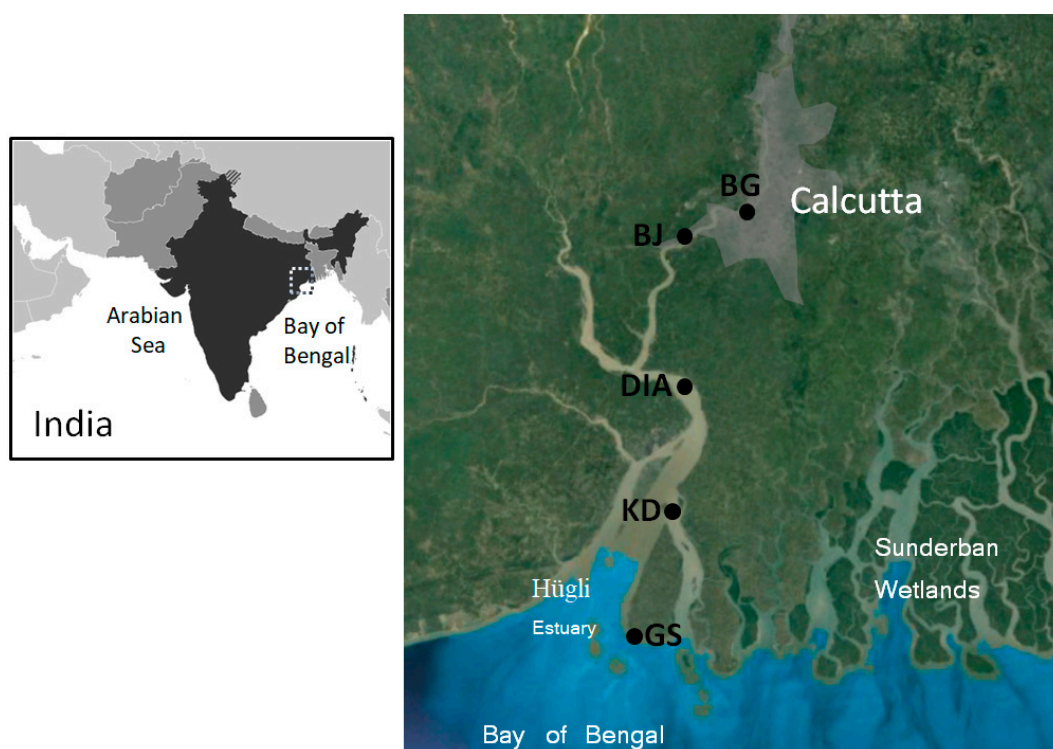 Arabian
Sea
Bay of
Bengal
India
BG
Calcutta
BJ
DIA
KD
Sunderban
Wetlands
Hügli
Estuary
GS
Bay of Bengal